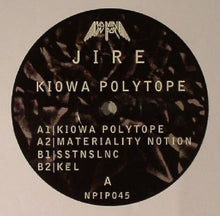 JIRE
KIOWA POLYTOPE
A1|KIOWA POLYTOPE
A2|MATERIALITY NOTION
B1|SSTNSLNC
B2|KEL
A
NPIP045